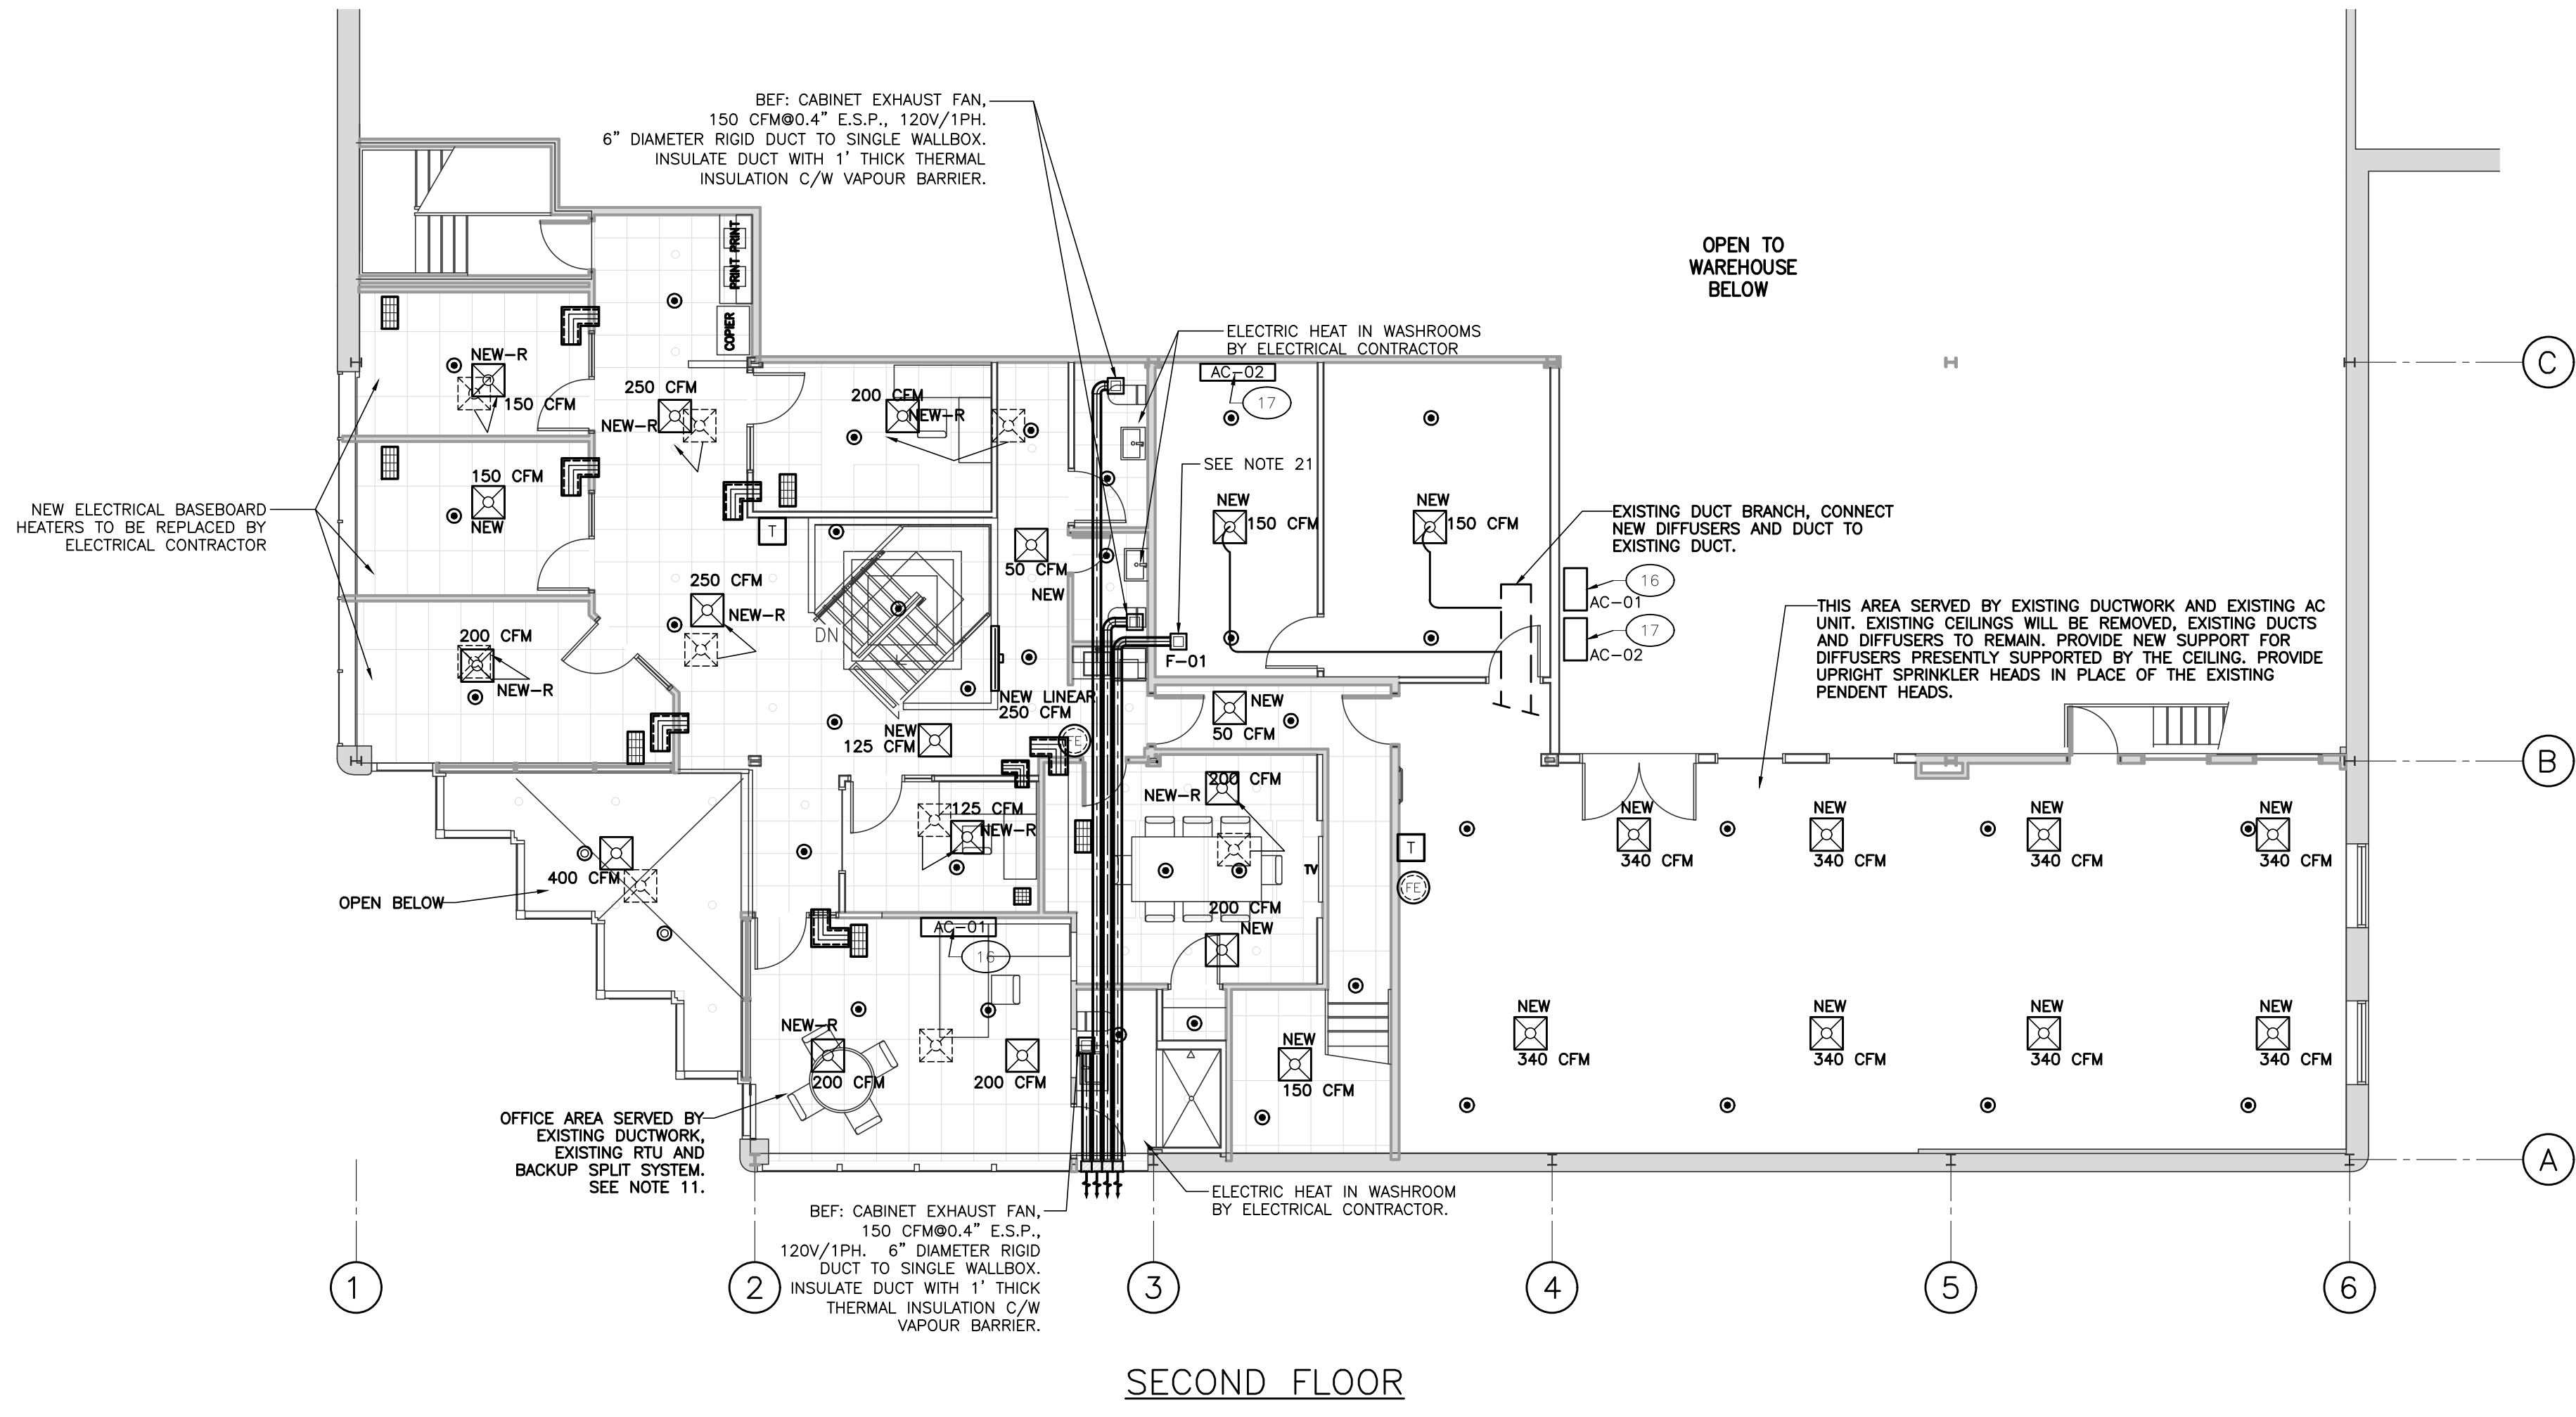 BEF: CABINET EXHAUST FAN,
150 CFM@0.4" E.S.P., 120V/1PH.
6" DIAMETER RIGID DUCT TO SINGLE WALLBOX.
INSULATE DUCT WITH 1' THICK THERMAL
INSULATION C/W VAPOUR BARRIER.
PRINT
PRINT
COPIER
OPEN TO
WAREHOUSE
BELOW
ELECTRIC HEAT IN WASHROOMS
BY ELECTRICAL CONTRACTOR
C
NEW-R
150 CFM
250 CFM
NEW-R
200 CFM
NEW-R
AC-02
17
SEE NOTE 21
150 CFM
NEW
NEW ELECTRICAL BASEBOARD
HEATERS TO BE REPLACED BY
ELECTRICAL CONTRACTOR
T
NEW
150 CFM
NEW
150 CFM
EXISTING DUCT BRANCH, CONNECT
NEW DIFFUSERS AND DUCT TO
EXISTING DUCT.
50 CFM
NEW
250 CFM
NEW-R
DN
16
AC-01
17
AC-02
THIS AREA SERVED BY EXISTING DUCTWORK AND EXISTING AC
UNIT. EXISTING CEILINGS WILL BE REMOVED, EXISTING DUCTS
AND DIFFUSERS TO REMAIN. PROVIDE NEW SUPPORT FOR
DIFFUSERS PRESENTLY SUPPORTED BY THE CEILING. PROVIDE
UPRIGHT SPRINKLER HEADS IN PLACE OF THE EXISTING
PENDENT HEADS.
200 CFM
NEW-R
F-01
NEW LINEAR
250 CFM
FE
NEW
125 CFM
NEW
50 CFM
B
200 CFM
NEW-R
125 CFM
NEW-R
TV
T
FE
NEW
340 CFM
NEW
340 CFM
NEW
340 CFM
NEW
340 CFM
400 CFM
OPEN BELOW
AC-01
16
200 CFM
NEW
NEW-R
200 CFM
200 CFM
NEW
150 CFM
NEW
340 CFM
NEW
340 CFM
NEW
340 CFM
NEW
340 CFM
OFFICE AREA SERVED BY
EXISTING DUCTWORK,
EXISTING RTU AND
BACKUP SPLIT SYSTEM.
SEE NOTE 11.
A
ELECTRIC HEAT IN WASHROOM
BY ELECTRICAL CONTRACTOR.
BEF: CABINET EXHAUST FAN,
150 CFM@0.4" E.S.P.,
120V/1PH. 6" DIAMETER RIGID
DUCT TO SINGLE WALLBOX.
INSULATE DUCT WITH 1' THICK
THERMAL INSULATION C/W
VAPOUR BARRIER.
1
2
3
4
5
6
SECOND FLOOR